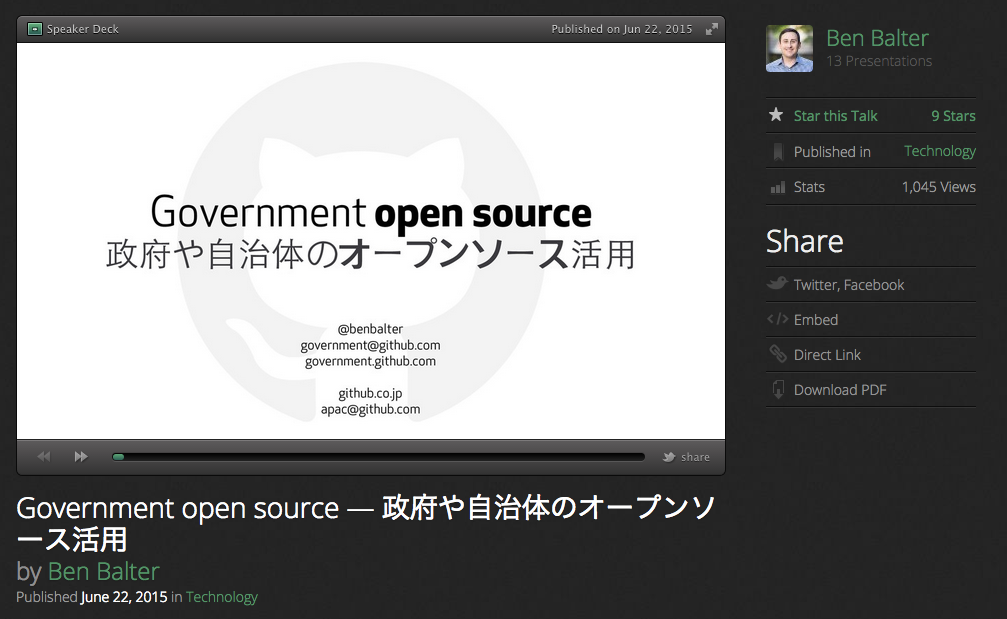 Speaker Deck
Published on Jun 22, 2015
Government open source
政府や自治体のオープンソース活用
@benbalter
government@github.com
government.github.com
github.co.jp
apac@github.com
share
Government open source — 政府や自治体のオープンソ
ース活用
by Ben Balter
Published June 22, 2015 in Technology
Ben Balter
13 Presentations
Star this Talk 9 Stars
Published in Technology
Stats 1,045 Views
Share
Twitter, Facebook
Embed
Direct Link
Download PDF